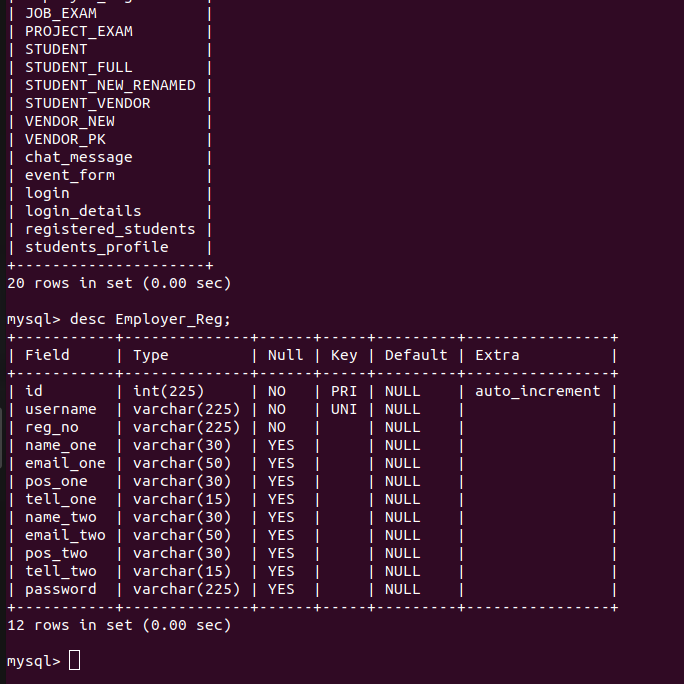 | JOB_EXAM            |
| PROJECT_EXAM        |
| STUDENT             |
| STUDENT_FULL        |
| STUDENT_NEW_RENAMED |
| STUDENT_VENDOR      |
| VENDOR_NEW          |
| VENDOR_PK           |
| chat_message        |
| event_form          |
| login               |
| login_details       |
| registered_students |
| students_profile    |
+---------------------+
20 rows in set (0.00 sec)
mysql> desc Employer_Reg;
+-----------+--------------+------+-----+---------+----------------+
| Field     | Type         | Null | Key | Default | Extra          |
+-----------+--------------+------+-----+---------+----------------+
| id        | int(225)     | NO   | PRI | NULL    | auto_increment |
| username  | varchar(225) | NO   | UNI | NULL    |                |
| reg_no    | varchar(225) | NO   |     | NULL    |                |
| name_one  | varchar(30)  | YES  |     | NULL    |                |
| email_one | varchar(50)  | YES  |     | NULL    |                |
| pos_one   | varchar(30)  | YES  |     | NULL    |                |
| tell_one  | varchar(15)  | YES  |     | NULL    |                |
| name_two  | varchar(30)  | YES  |     | NULL    |                |
| email_two | varchar(50)  | YES  |     | NULL    |                |
| pos_two   | varchar(30)  | YES  |     | NULL    |                |
| tell_two  | varchar(15)  | YES  |     | NULL    |                |
| password  | varchar(225) | YES  |     | NULL    |                |
+-----------+--------------+------+-----+---------+----------------+
12 rows in set (0.00 sec)
mysql>